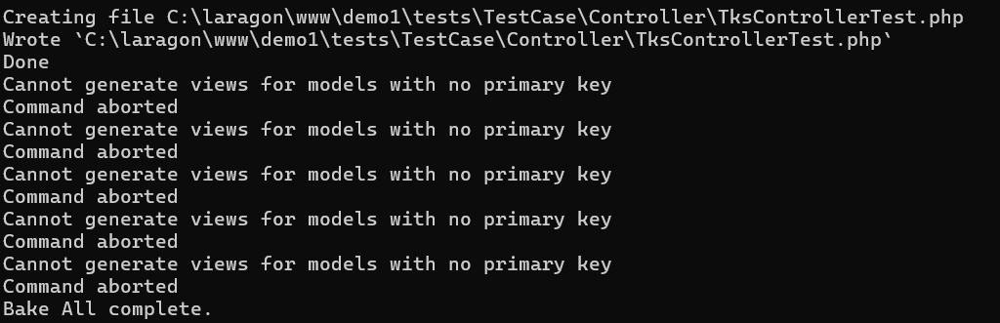 Creating file C:\laragon\www\demo1\tests\TestCase\Controller\TksControllerTest.php
Wrote `C:\laragon\www\demo1\tests\TestCase\Controller\TksControllerTest.php`
Done
Cannot generate views for models with no primary key
Command aborted
Cannot generate views for models with no primary key
Command aborted
Cannot generate views for models with no primary key
Command aborted
Cannot generate views for models with no primary key
Command aborted
Cannot generate views for models with no primary key
Command aborted
Bake All complete.